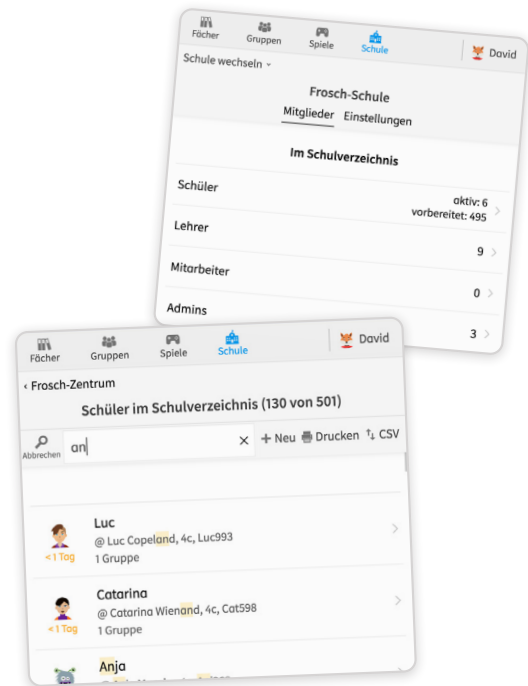 Fächer Gruppen Spiele Schule David
Schule wechseln
Frosch-Schule
Mitglieder Einstellungen
Im Schulverzeichnis
Schüler aktiv: 6
vorbereitet: 495
Lehrer 9
Mitarbeiter 0
Admins 3
Fächer Gruppen Spiele Schule David
‹ Frosch-Zentrum
Schüler im Schulverzeichnis (130 von 501)
Abbrechen an × + Neu Drucken ↑↓ CSV
Luc
@ Luc Copeland, 4c, Luc993
<1 Tag 1 Gruppe
Catarina
@ Catarina Wienand, 4c, Cat598
<1 Tag 1 Gruppe
Anja